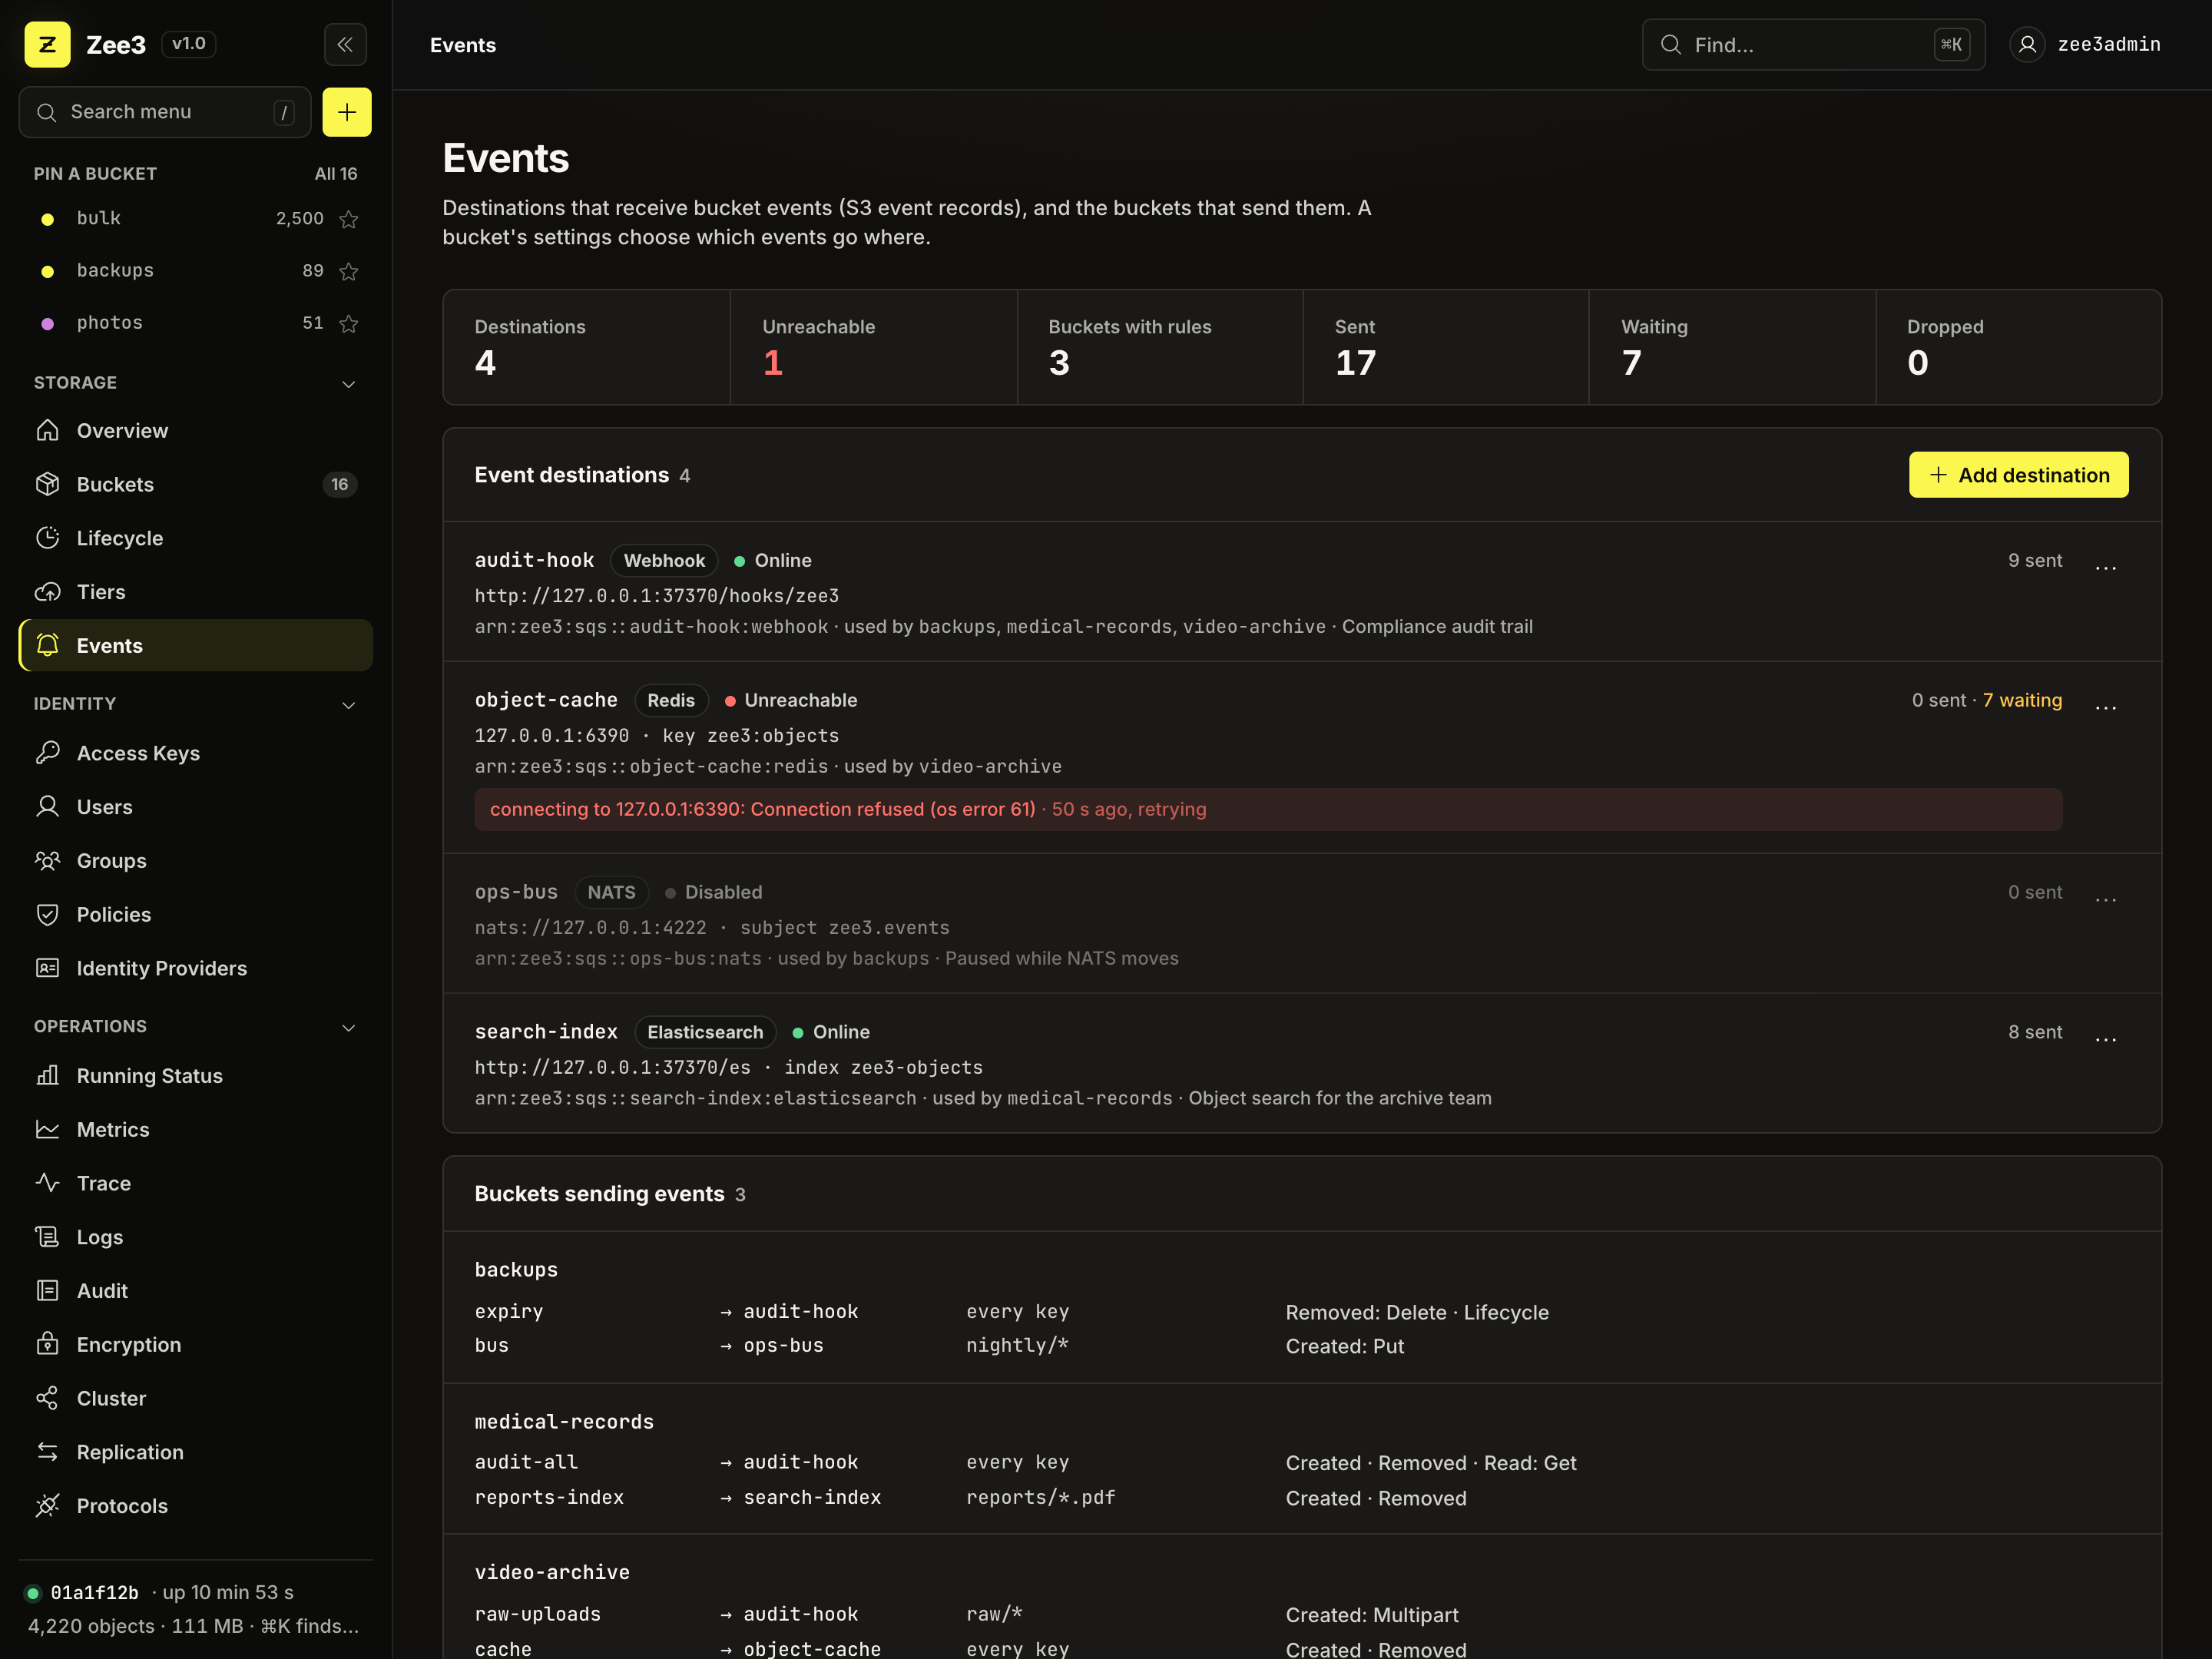 Zee3 v1.0
Search menu /
PIN A BUCKET All 16
bulk 2,500
backups 89
photos 51
STORAGE
Overview
Buckets 16
Lifecycle
Tiers
Events
IDENTITY
Access Keys
Users
Groups
Policies
Identity Providers
OPERATIONS
Running Status
Metrics
Trace
Logs
Audit
Encryption
Cluster
Replication
Protocols
01a1f12b · up 10 min 53 s
4,220 objects · 111 MB · ⌘K finds...
Events
Find... ⌘K zee3admin
Events
Destinations that receive bucket events (S3 event records), and the buckets that send them. A
bucket's settings choose which events go where.
Destinations
4
Unreachable
1
Buckets with rules
3
Sent
17
Waiting
7
Dropped
0
Event destinations 4
+ Add destination
audit-hook Webhook Online 9 sent ...
http://127.0.0.1:37370/hooks/zee3
arn:zee3:sqs::audit-hook:webhook · used by backups, medical-records, video-archive · Compliance audit trail
object-cache Redis Unreachable 0 sent · 7 waiting ...
127.0.0.1:6390 · key zee3:objects
arn:zee3:sqs::object-cache:redis · used by video-archive
connecting to 127.0.0.1:6390: Connection refused (os error 61) · 50 s ago, retrying
ops-bus NATS Disabled 0 sent ...
nats://127.0.0.1:4222 · subject zee3.events
arn:zee3:sqs::ops-bus:nats · used by backups · Paused while NATS moves
search-index Elasticsearch Online 8 sent ...
http://127.0.0.1:37370/es · index zee3-objects
arn:zee3:sqs::search-index:elasticsearch · used by medical-records · Object search for the archive team
Buckets sending events 3
backups
expiry → audit-hook every key Removed: Delete · Lifecycle
bus → ops-bus nightly/* Created: Put
medical-records
audit-all → audit-hook every key Created · Removed · Read: Get
reports-index → search-index reports/*.pdf Created · Removed
video-archive
raw-uploads → audit-hook raw/* Created: Multipart
cache → object-cache every key Created · Removed